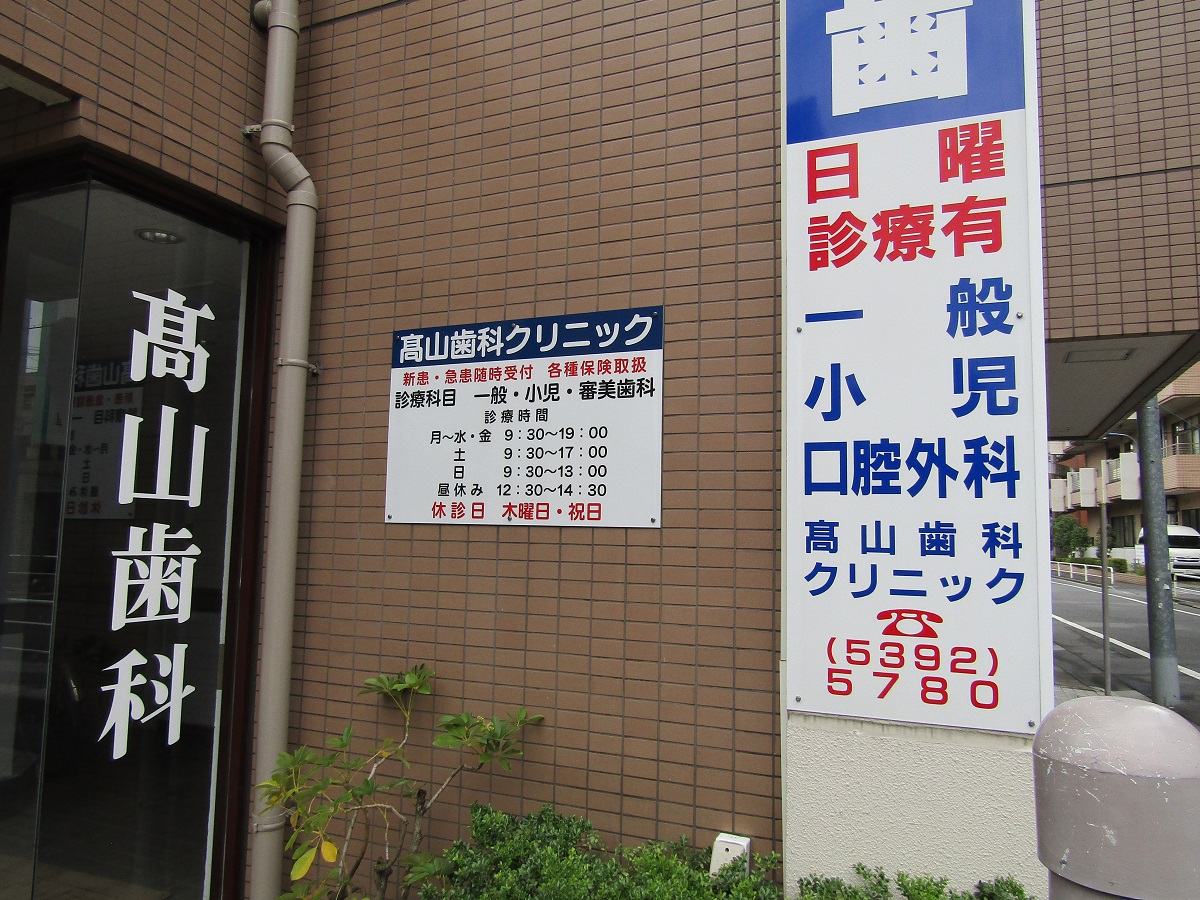 髙山歯科
髙山歯科クリニック
新患・急患随時受付 各種保険取扱
診療科目 一般・小児・審美歯科
診療時間
月～水・金 9：30～19：00
土 9：30～17：00
日 9：30～13：00
昼休み 12：30～14：30
休診日 木曜日・祝日
歯
日曜
診療有
一般
小児
口腔外科
髙山歯科
クリニック
(5392)
5780